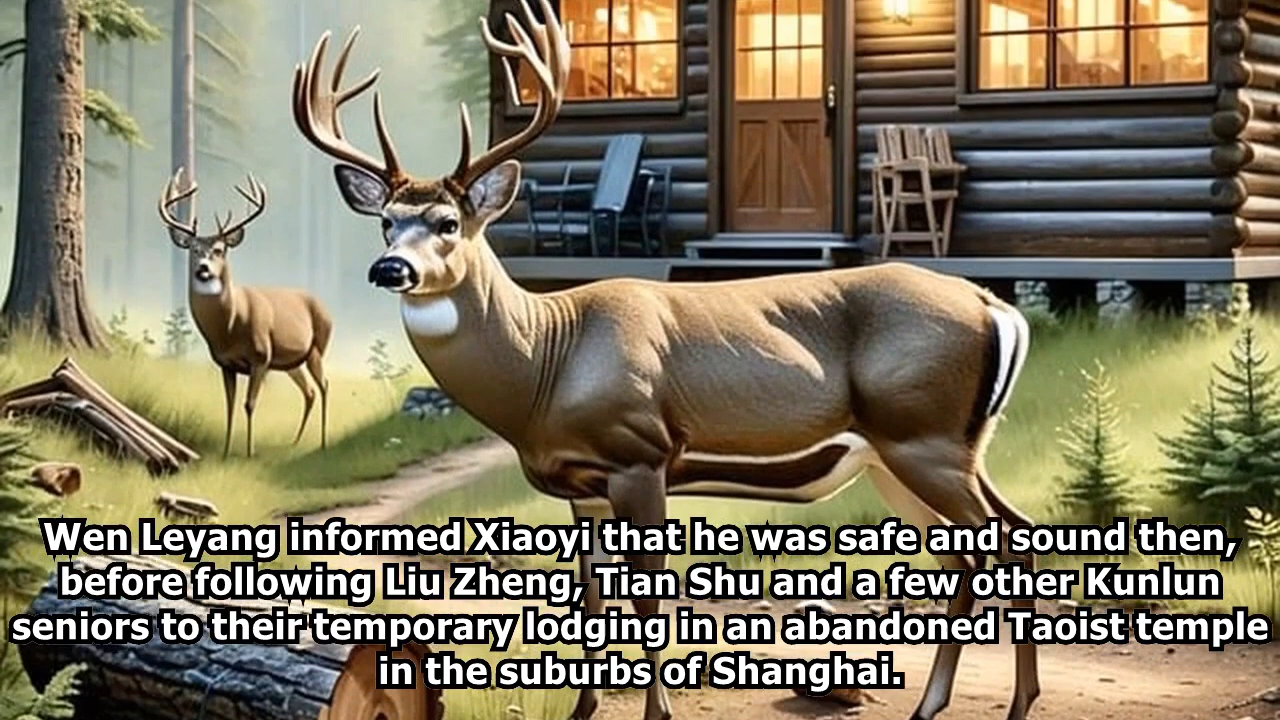 Wen Leyang informed Xiaoyi that he was safe and sound then,
before following Liu Zheng, Tian Shu and a few other Kunlun
seniors to their temporary lodging in an abandoned Taoist temple
in the suburbs of Shanghai.